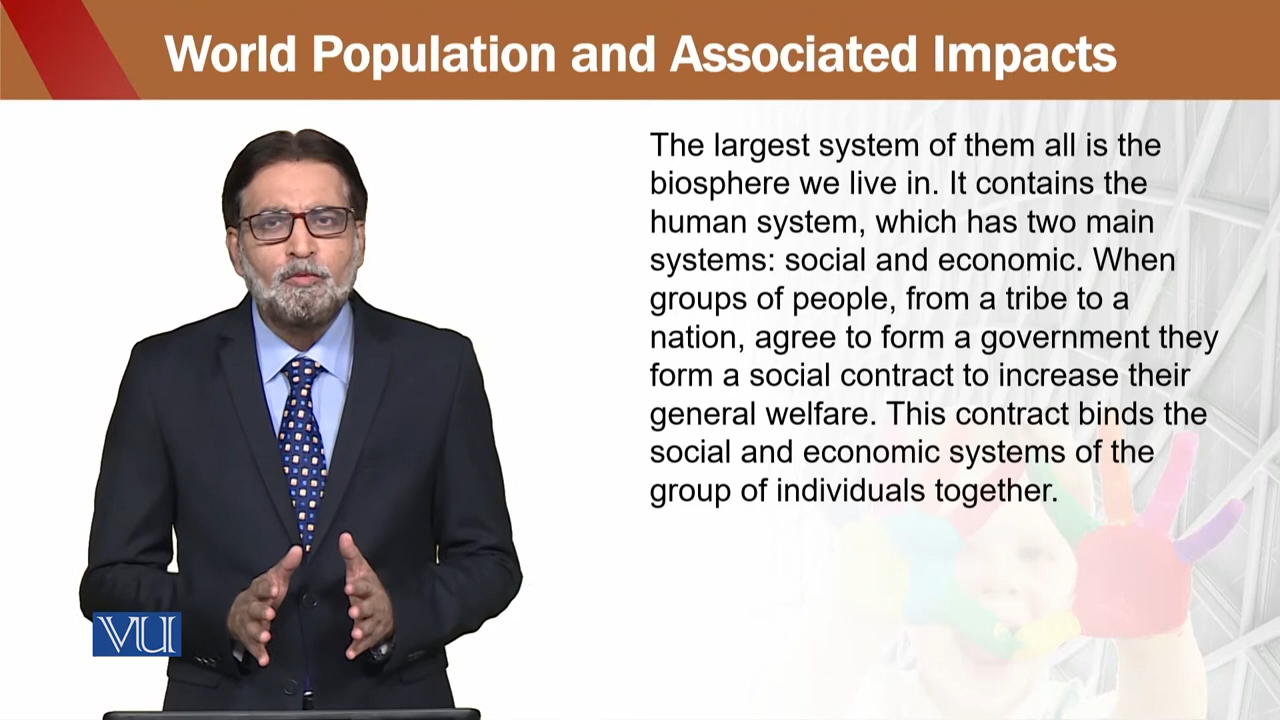 World Population and Associated Impacts
The largest system of them all is the
biosphere we live in. It contains the
human system, which has two main
systems: social and economic. When
groups of people, from a tribe to a
nation, agree to form a government they
form a social contract to increase their
general welfare. This contract binds the
social and economic systems of the
group of individuals together.
VU